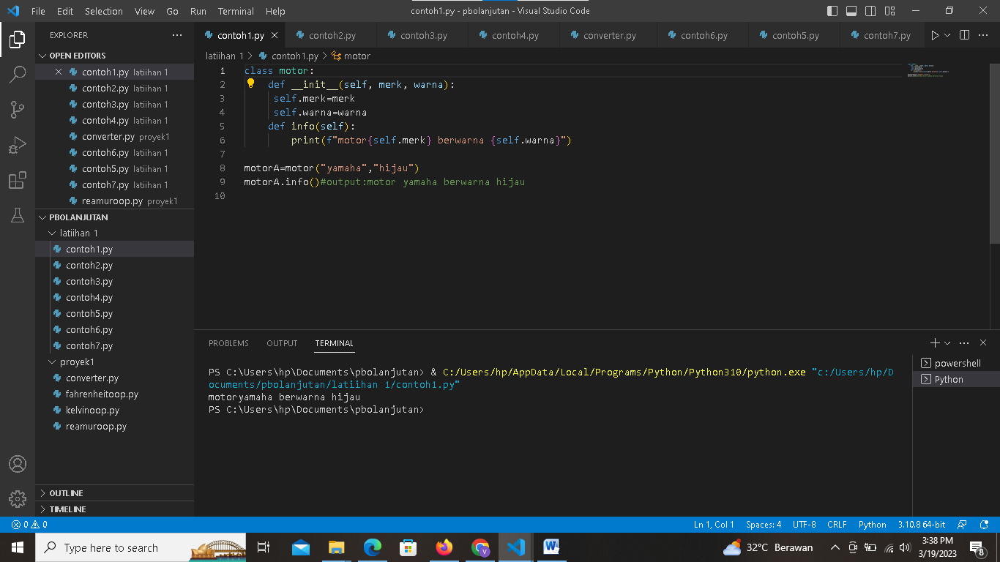 File Edit Selection View Go Run Terminal Help contoh1.py - pbolanjutan - Visual Studio Code
EXPLORER
OPEN EDITORS
contoh1.py latiihan 1
contoh2.py latiihan 1
contoh3.py latiihan 1
contoh4.py latiihan 1
converter.py proyek1
contoh6.py latiihan 1
contoh5.py latiihan 1
contoh7.py latiihan 1
reamuroop.py proyek1
PBOLANJUTAN
latiihan 1
contoh1.py
contoh2.py
contoh3.py
contoh4.py
contoh5.py
contoh6.py
contoh7.py
proyek1
converter.py
fahrenheitoop.py
kelvinoop.py
reamuroop.py
OUTLINE
TIMELINE
contoh1.py contoh2.py contoh3.py contoh4.py converter.py contoh6.py contoh5.py contoh7.py
latiihan 1 > contoh1.py > motor
1 class motor:
2 def __init__(self, merk, warna):
3 self.merk=merk
4 self.warna=warna
5 def info(self):
6 print(f"motor{self.merk} berwarna {self.warna}")
7
8 motorA=motor("yamaha","hijau")
9 motorA.info()#output:motor yamaha berwarna hijau
10
PROBLEMS OUTPUT TERMINAL
PS C:\Users\hp\Documents\pbolanjutan> & C:/Users/hp/AppData/Local/Programs/Python/Python310/python.exe "c:/Users/hp/D
ocuments/pbolanjutan/latiihan 1/contoh1.py"
motoryamaha berwarna hijau
PS C:\Users\hp\Documents\pbolanjutan>
powershell
Python
0 0 Ln 1, Col 1 Spaces: 4 UTF-8 CRLF Python 3.10.8 64-bit
Type here to search 32°C Berawan 3:38 PM
3/19/2023
8